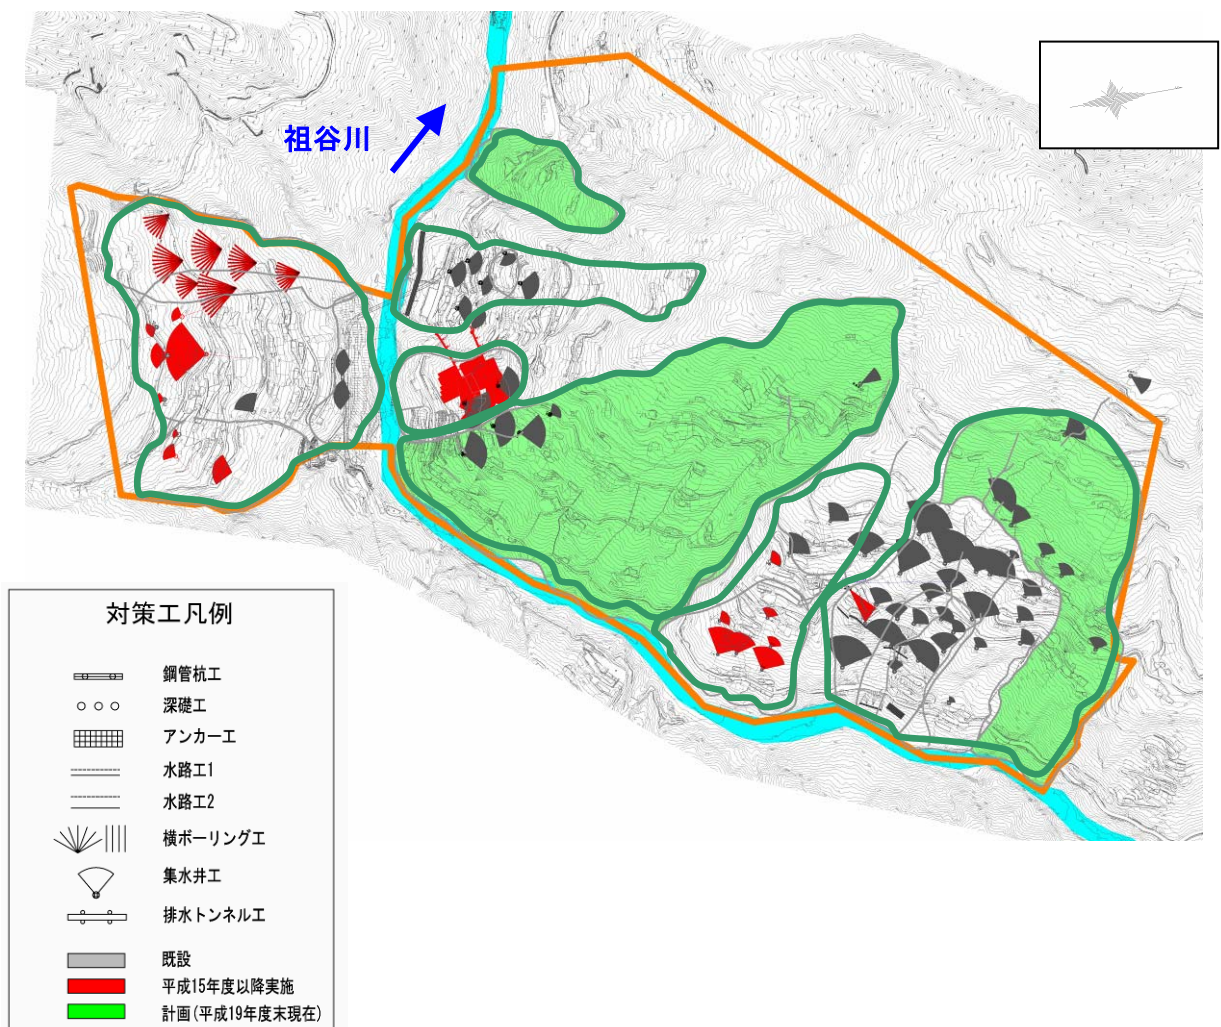 祖谷川
対策工凡例
鋼管杭工
深礎工
アンカー工
水路工1
水路工2
横ボーリング工
集水井工
排水トンネル工
既設
平成15年度以降実施
計画(平成19年度末現在)